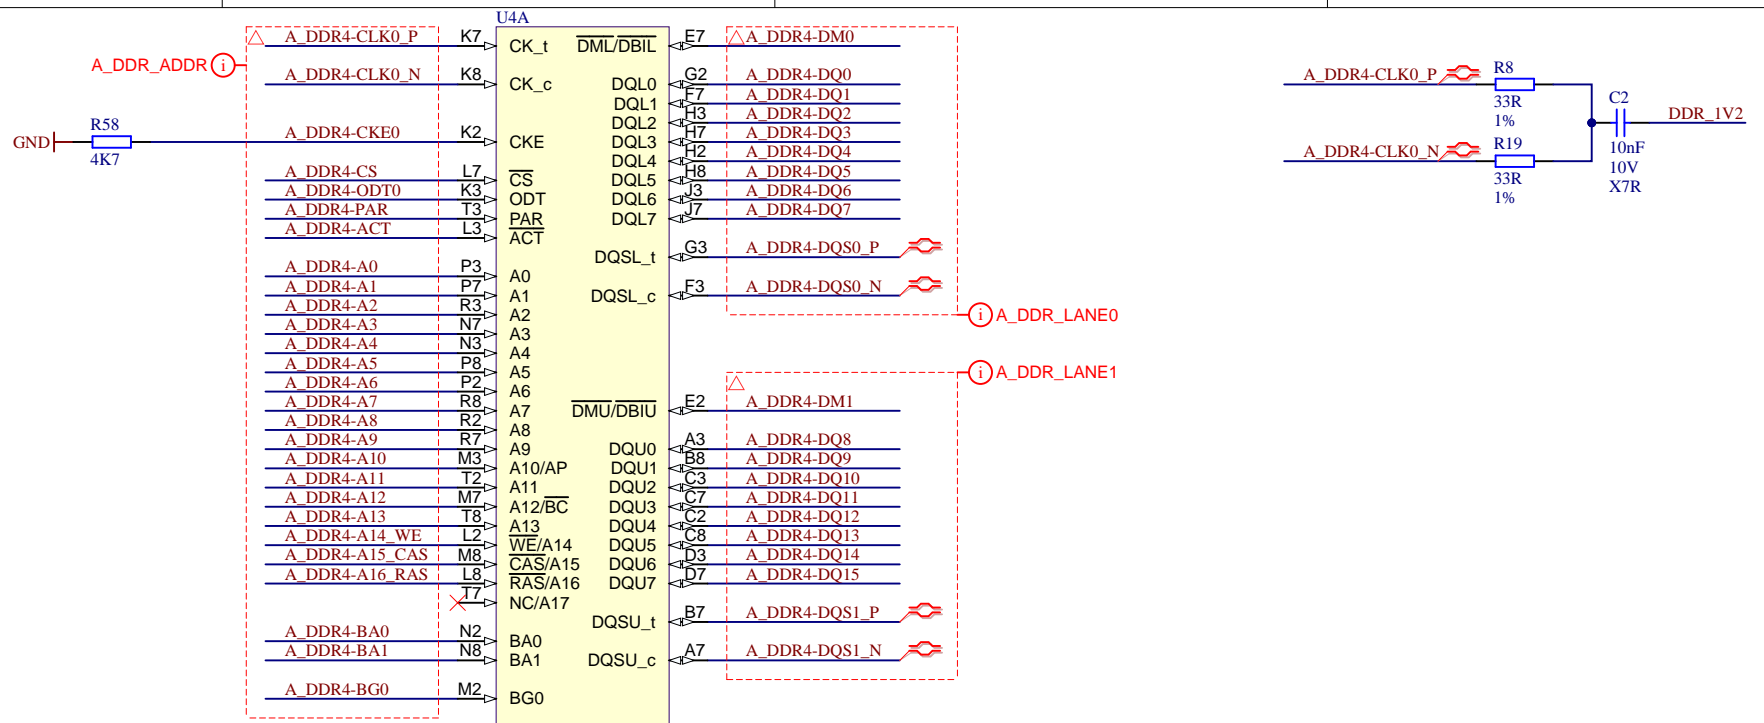 U4A
A_DDR_ADDR i
GND R58 4K7
A_DDR4-CLK0_P K7 CK_t
A_DDR4-CLK0_N K8 CK_c
A_DDR4-CKE0 K2 CKE
A_DDR4-CS L7 CS
A_DDR4-ODT0 K3 ODT
A_DDR4-PAR T3 PAR
A_DDR4-ACT L3 ACT
A_DDR4-A0 P3 A0
A_DDR4-A1 P7 A1
A_DDR4-A2 R3 A2
A_DDR4-A3 N7 A3
A_DDR4-A4 N3 A4
A_DDR4-A5 P8 A5
A_DDR4-A6 P2 A6
A_DDR4-A7 R8 A7
A_DDR4-A8 R2 A8
A_DDR4-A9 R7 A9
A_DDR4-A10 M3 A10/AP
A_DDR4-A11 T2 A11
A_DDR4-A12 M7 A12/BC
A_DDR4-A13 T8 A13
A_DDR4-A14_WE L2 WE/A14
A_DDR4-A15_CAS M8 CAS/A15
A_DDR4-A16_RAS L8 RAS/A16
T7 NC/A17
A_DDR4-BA0 N2 BA0
A_DDR4-BA1 N8 BA1
A_DDR4-BG0 M2 BG0
DML/DBIL E7 A_DDR4-DM0
DQL0 G2 A_DDR4-DQ0
DQL1 F7 A_DDR4-DQ1
DQL2 H3 A_DDR4-DQ2
DQL3 H7 A_DDR4-DQ3
DQL4 H2 A_DDR4-DQ4
DQL5 H8 A_DDR4-DQ5
DQL6 J3 A_DDR4-DQ6
DQL7 J7 A_DDR4-DQ7
DQSL_t G3 A_DDR4-DQS0_P
DQSL_c F3 A_DDR4-DQS0_N
i A_DDR_LANE0
i A_DDR_LANE1
DMU/DBIU E2 A_DDR4-DM1
DQU0 A3 A_DDR4-DQ8
DQU1 B8 A_DDR4-DQ9
DQU2 C3 A_DDR4-DQ10
DQU3 C7 A_DDR4-DQ11
DQU4 C2 A_DDR4-DQ12
DQU5 C8 A_DDR4-DQ13
DQU6 D3 A_DDR4-DQ14
DQU7 D7 A_DDR4-DQ15
DQSU_t B7 A_DDR4-DQS1_P
DQSU_c A7 A_DDR4-DQS1_N
A_DDR4-CLK0_P
R8
33R
1%
A_DDR4-CLK0_N
R19
33R
1%
C2
10nF
10V
X7R
DDR_1V2